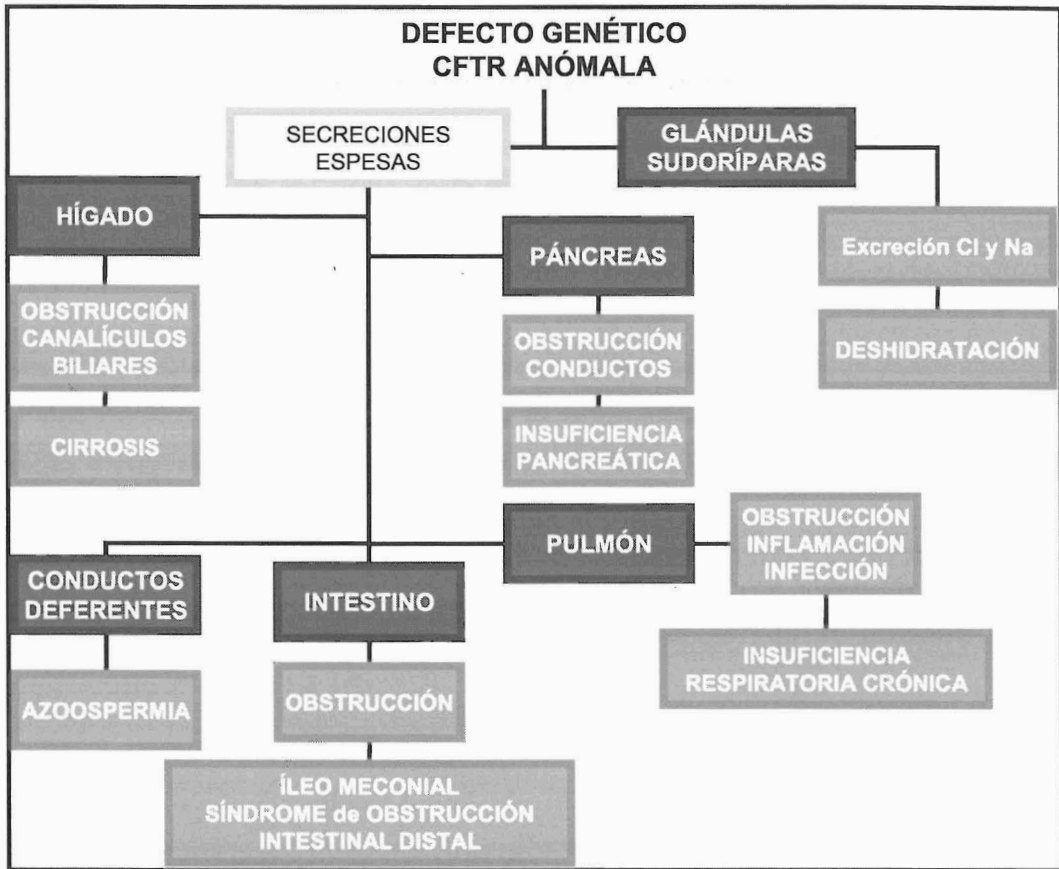 DEFECTO GENÉTICO
CFTR ANÓMALA
SECRECIONES
ESPESAS
GLÁNDULAS
SUDORÍPARAS
HÍGADO
OBSTRUCCIÓN
CANALÍCULOS
BILIARES
CIRROSIS
PÁNCREAS
OBSTRUCCIÓN
CONDUCTOS
INSUFICIENCIA
PANCREÁTICA
Excreción Cl y Na
DESHIDRATACIÓN
CONDUCTOS
DEFERENTES
AZOOSPERMIA
INTESTINO
OBSTRUCCIÓN
ÍLEO MECONIAL
SÍNDROME de OBSTRUCCIÓN
INTESTINAL DISTAL
PULMÓN
OBSTRUCCIÓN
INFLAMACIÓN
INFECCIÓN
INSUFICIENCIA
RESPIRATORIA CRÓNICA